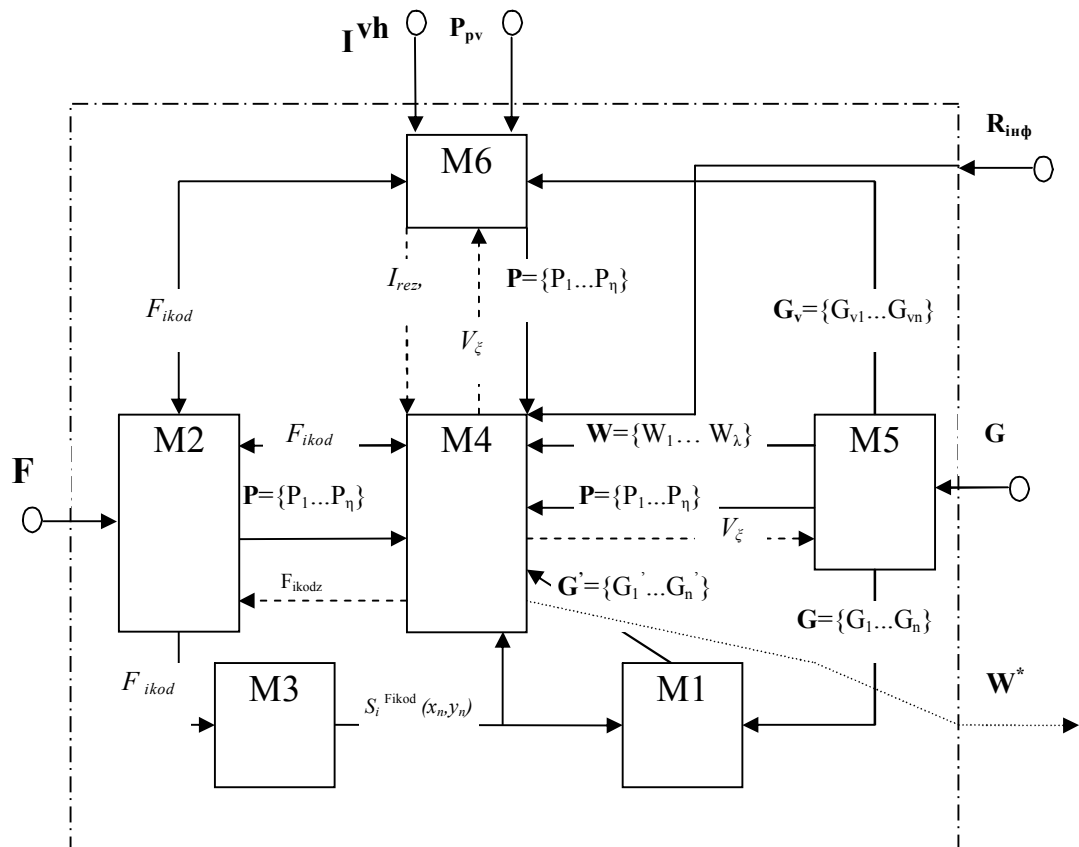 I^vh
P_pv
R_інф
M6
I_rez,
P={P_1...P_η}
F_ikod
G_v={G_v1...G_vn}
V_ξ
M2
F_ikod
M4
W={W_1... W_λ}
M5
G
F
P={P_1...P_η}
P={P_1...P_η}
V_ξ
F_ikodz
G'={G_1'...G_n'}
G={G_1...G_n}
F_ikod
M3
S_i^Fikod (x_n,y_n)
M1
W^*